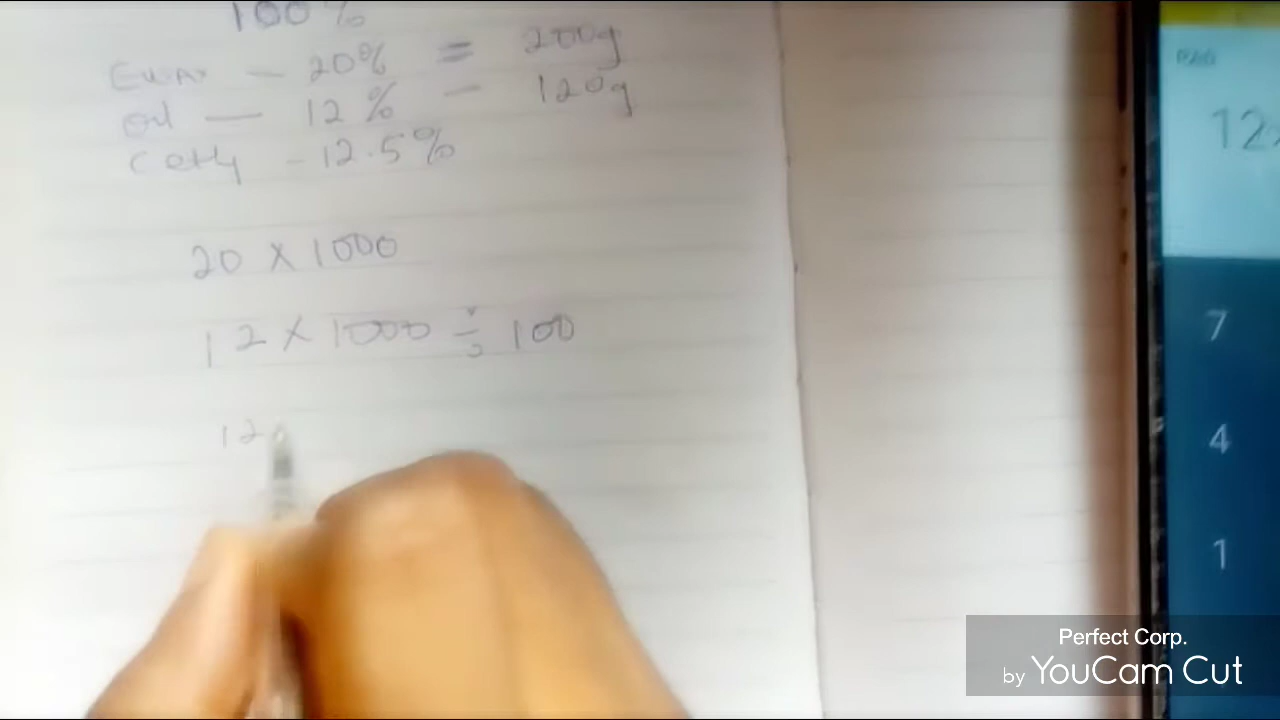 100%
— 20% = 200g
oil — 12% — 120g
- 12.5%
20 x 1000
12 x 1000 ÷ 100
12
12
7
4
1
Perfect Corp.
by YouCam Cut